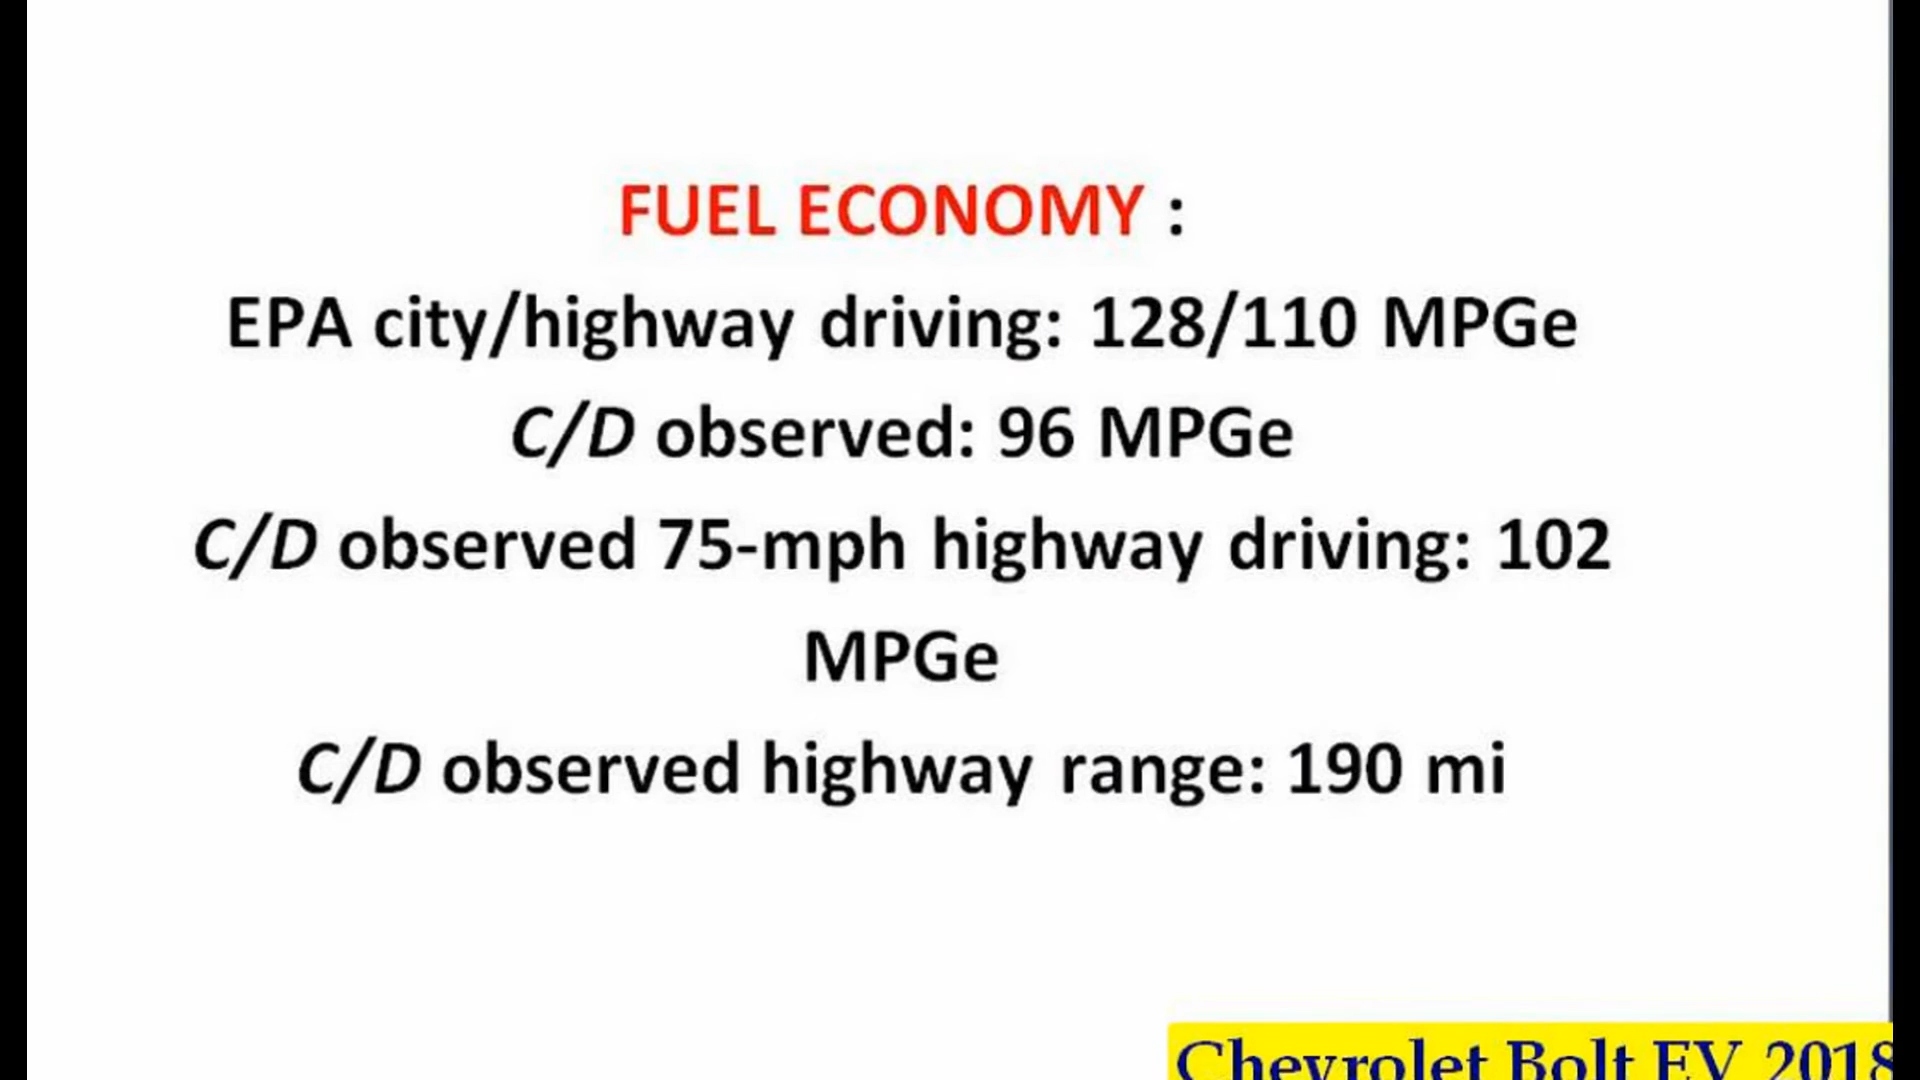 FUEL ECONOMY :
EPA city/highway driving: 128/110 MPGe
C/D observed: 96 MPGe
C/D observed 75-mph highway driving: 102
MPGe
C/D observed highway range: 190 mi
Chevrolet Bolt EV 2018